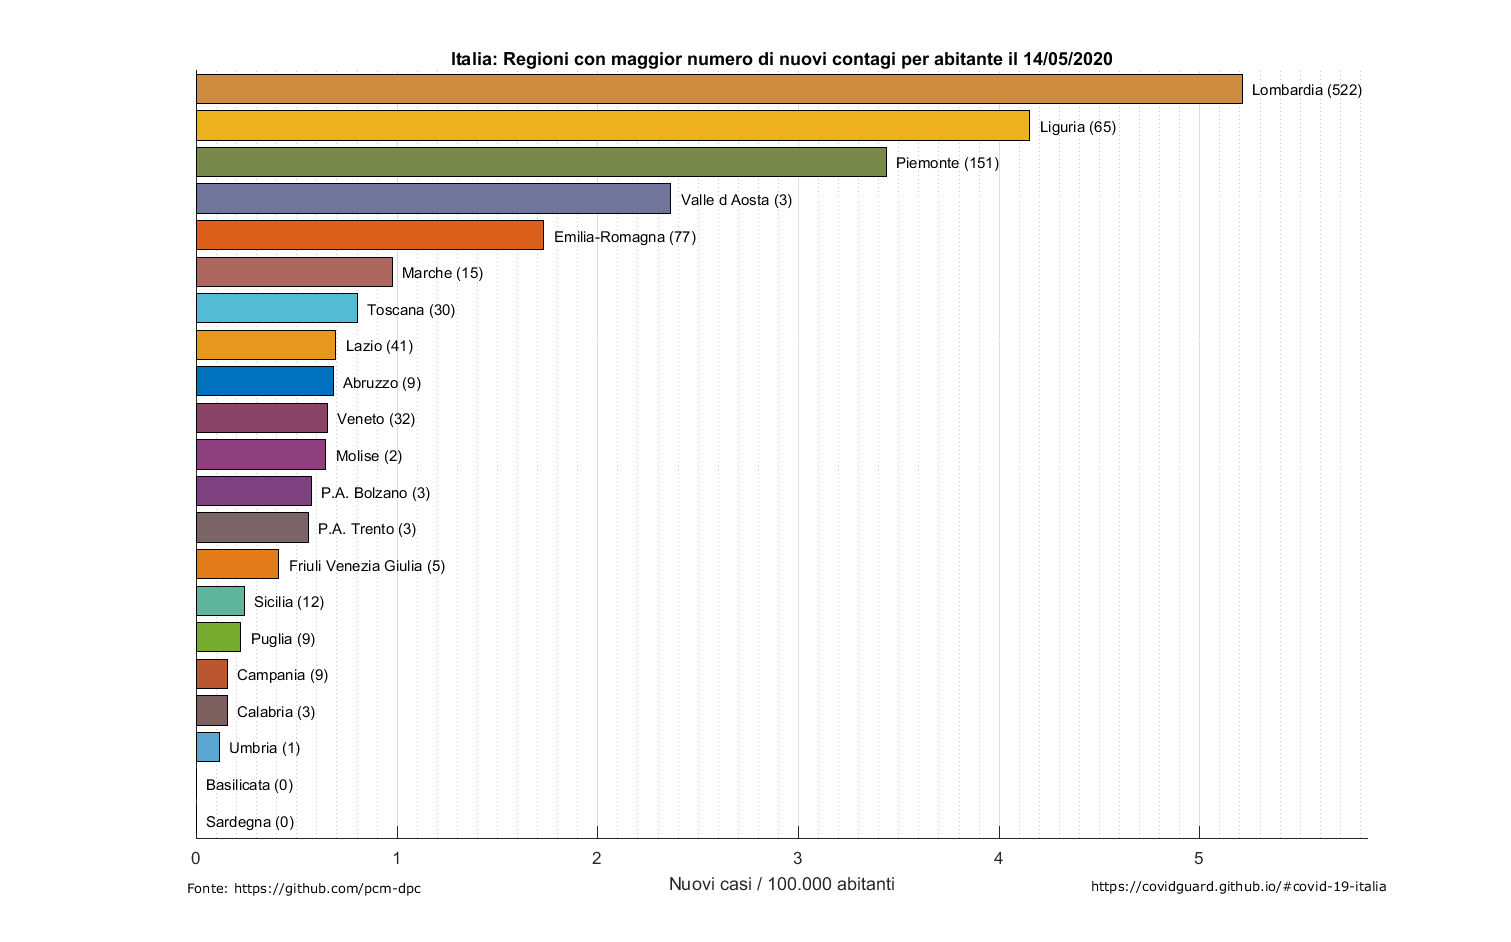 Italia: Regioni con maggior numero di nuovi contagi per abitante il 14/05/2020
Lombardia (522)
Liguria (65)
Piemonte (151)
Valle d Aosta (3)
Emilia-Romagna (77)
Marche (15)
Toscana (30)
Lazio (41)
Abruzzo (9)
Veneto (32)
Molise (2)
P.A. Bolzano (3)
P.A. Trento (3)
Friuli Venezia Giulia (5)
Sicilia (12)
Puglia (9)
Campania (9)
Calabria (3)
Umbria (1)
Basilicata (0)
Sardegna (0)
0 1 2 3 4 5
Nuovi casi / 100.000 abitanti
Fonte: https://github.com/pcm-dpc
https://covidguard.github.io/#covid-19-italia